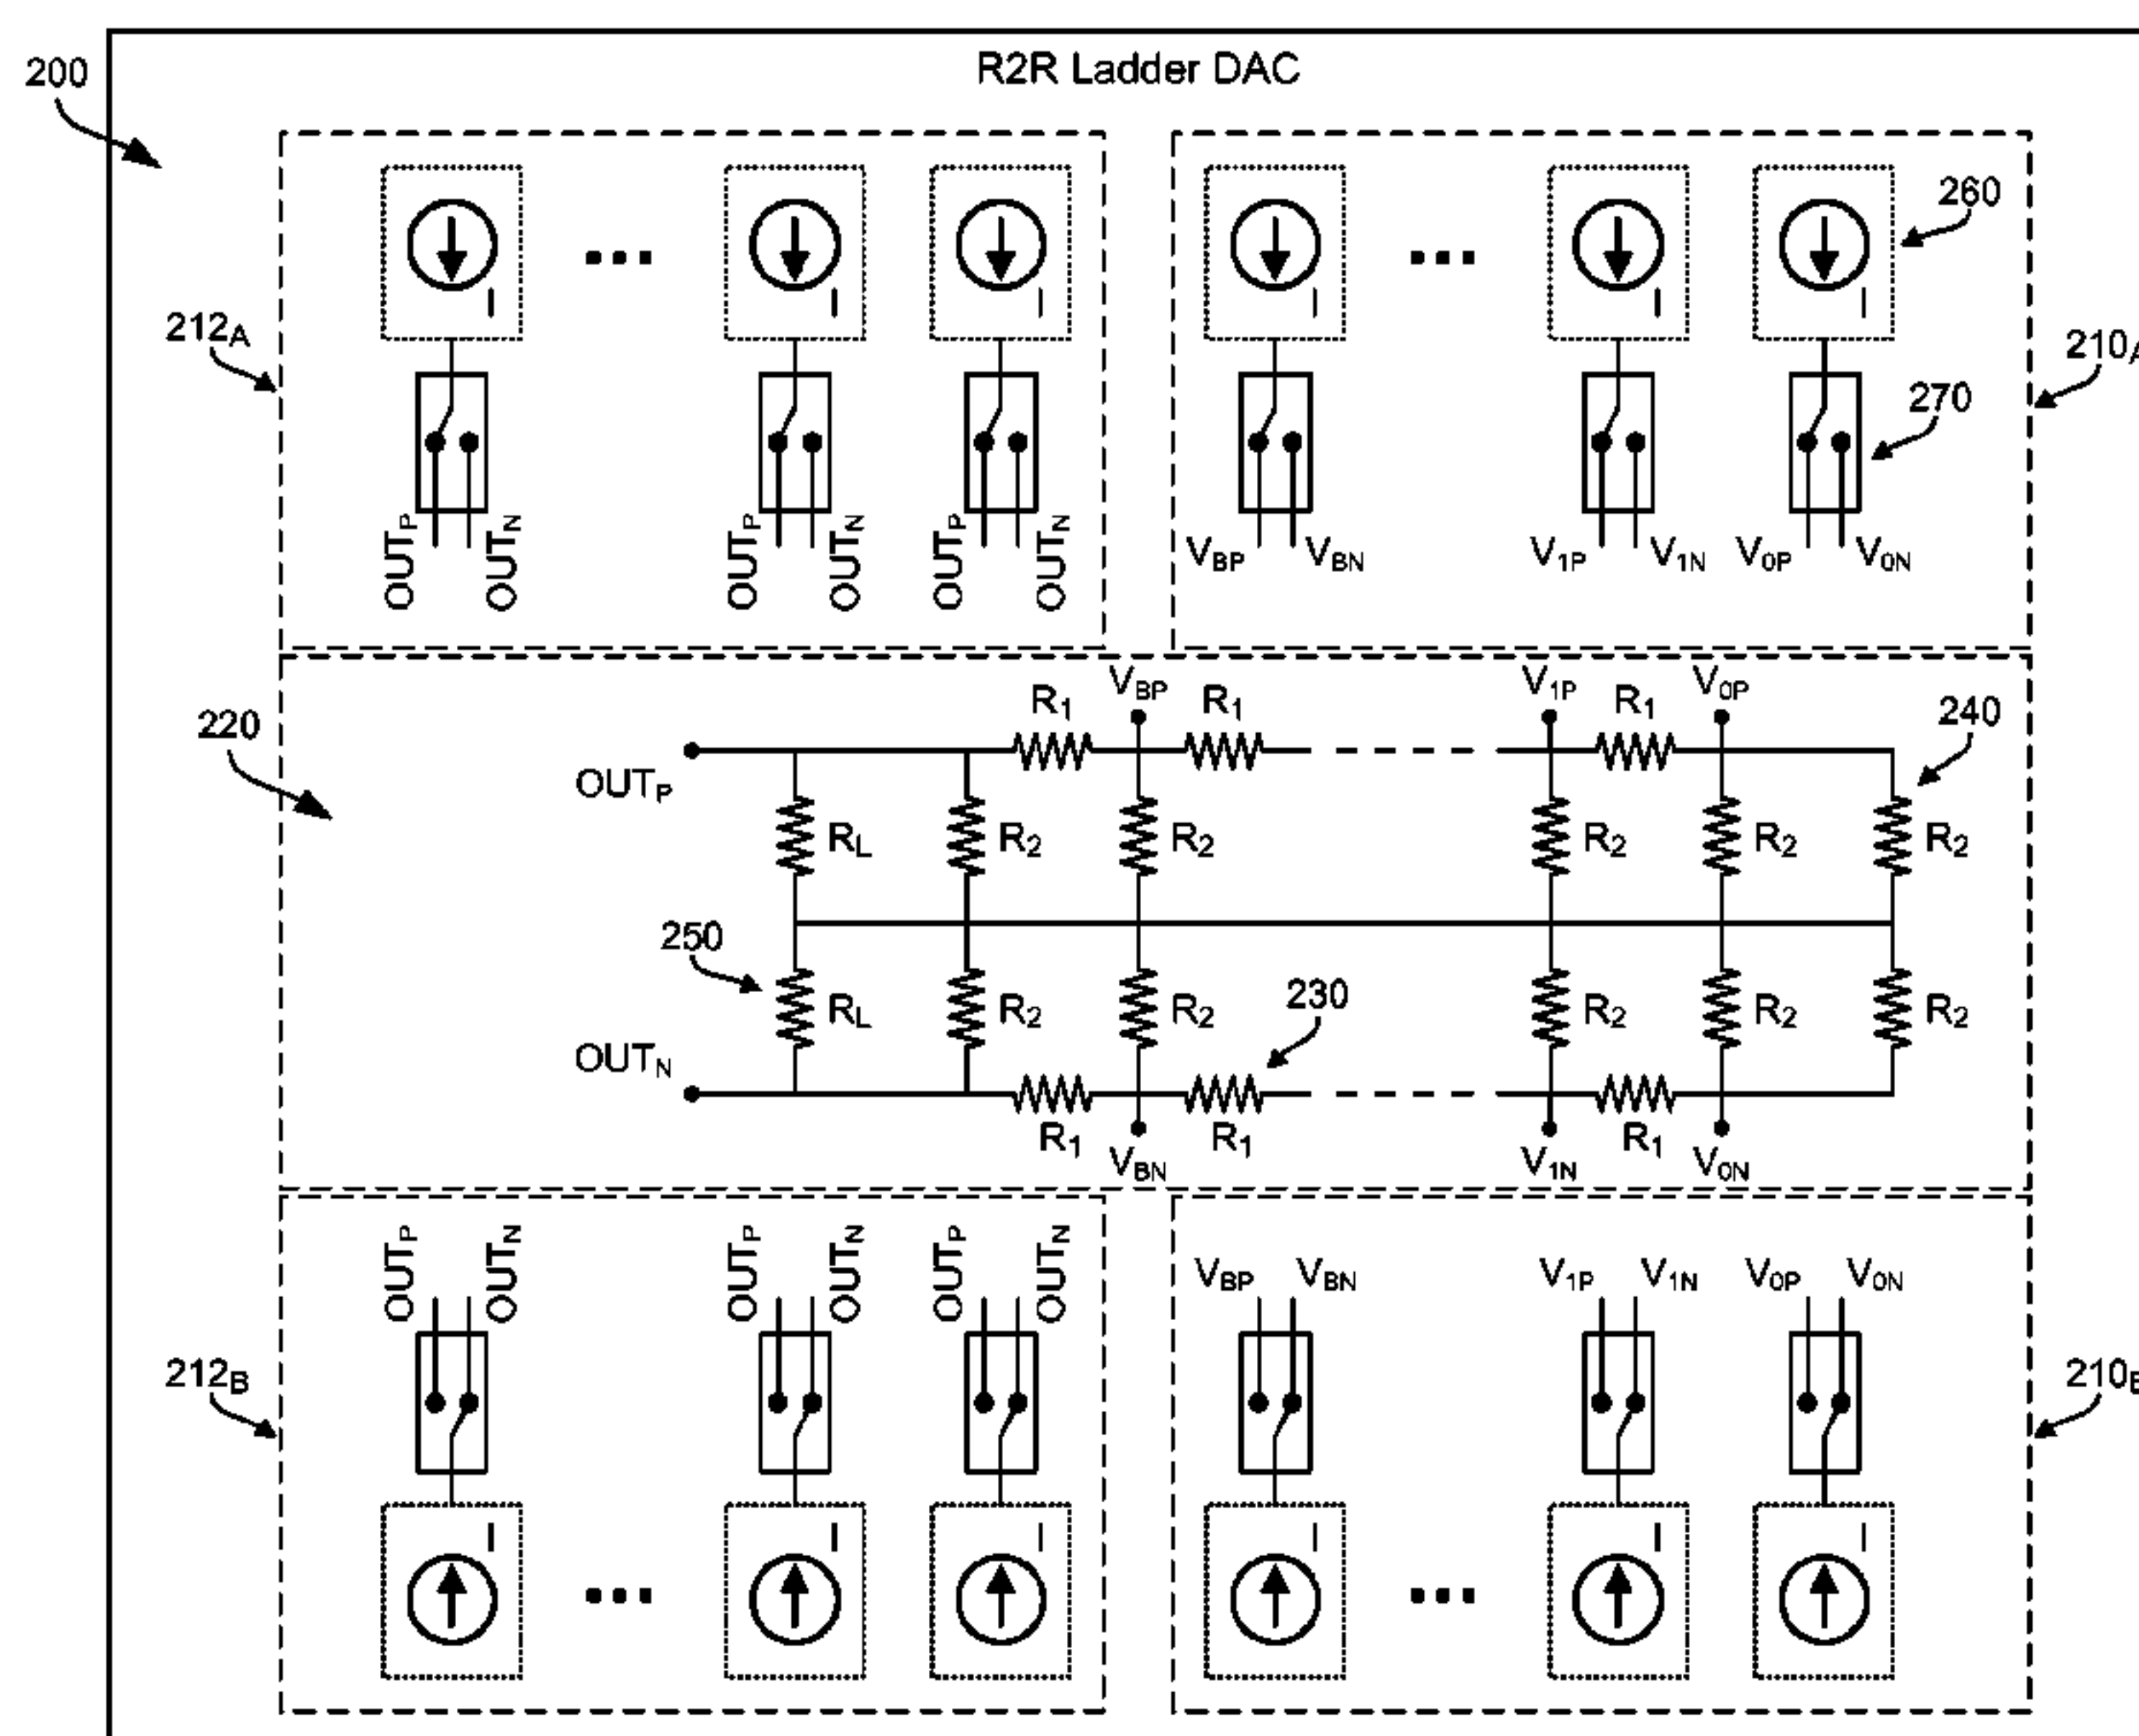 R2R Ladder DAC
200
260
I I I I I I
212A
210A
270
OUTP OUTN OUTP OUTN OUTP OUTN
VBP VBN V1P V1N V0P V0N
VBP V1P V0P
R1 R1 R1
220
240
OUTP
RL R2 R2 R2 R2 R2
250
230
RL R2 R2 R2 R2 R2
OUTN
R1 R1 R1
VBN V1N V0N
OUTP OUTN OUTP OUTN OUTP OUTN
VBP VBN V1P V1N V0P V0N
212B
210B
I I I I I I